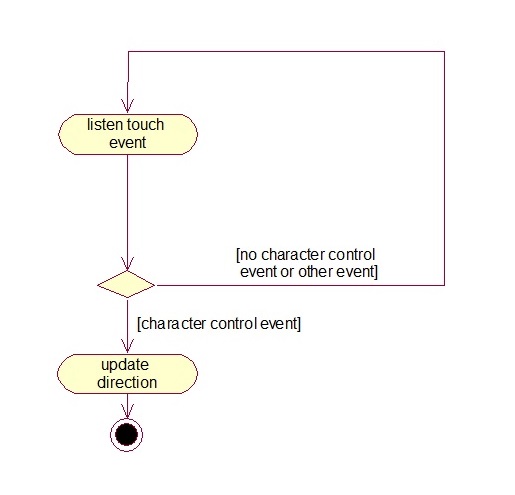 listen touch
event
[no character control
event or other event]
[character control event]
update
direction